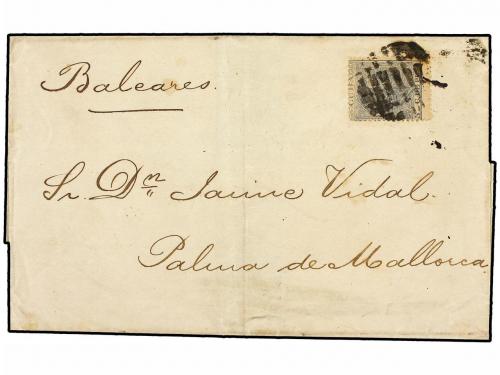 Baleares.
Sr. Dn Jaime Vidal.
Palma de Mallorca